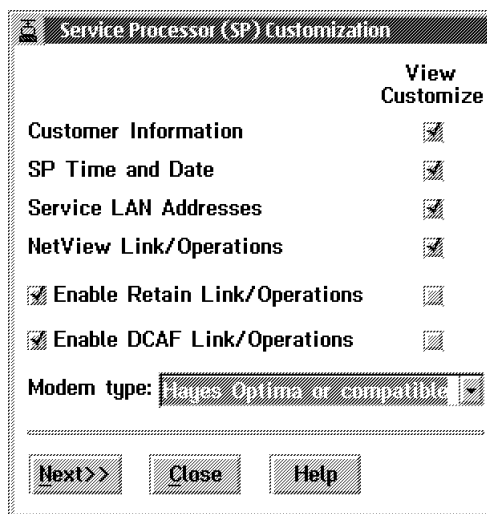 Service Processor (SP) Customization
View
Customize
Customer Information
SP Time and Date
Service LAN Addresses
NetView Link/Operations
Enable Retain Link/Operations
Enable DCAF Link/Operations
Modem type: Hayes Optima or compatible
Next>> Close Help